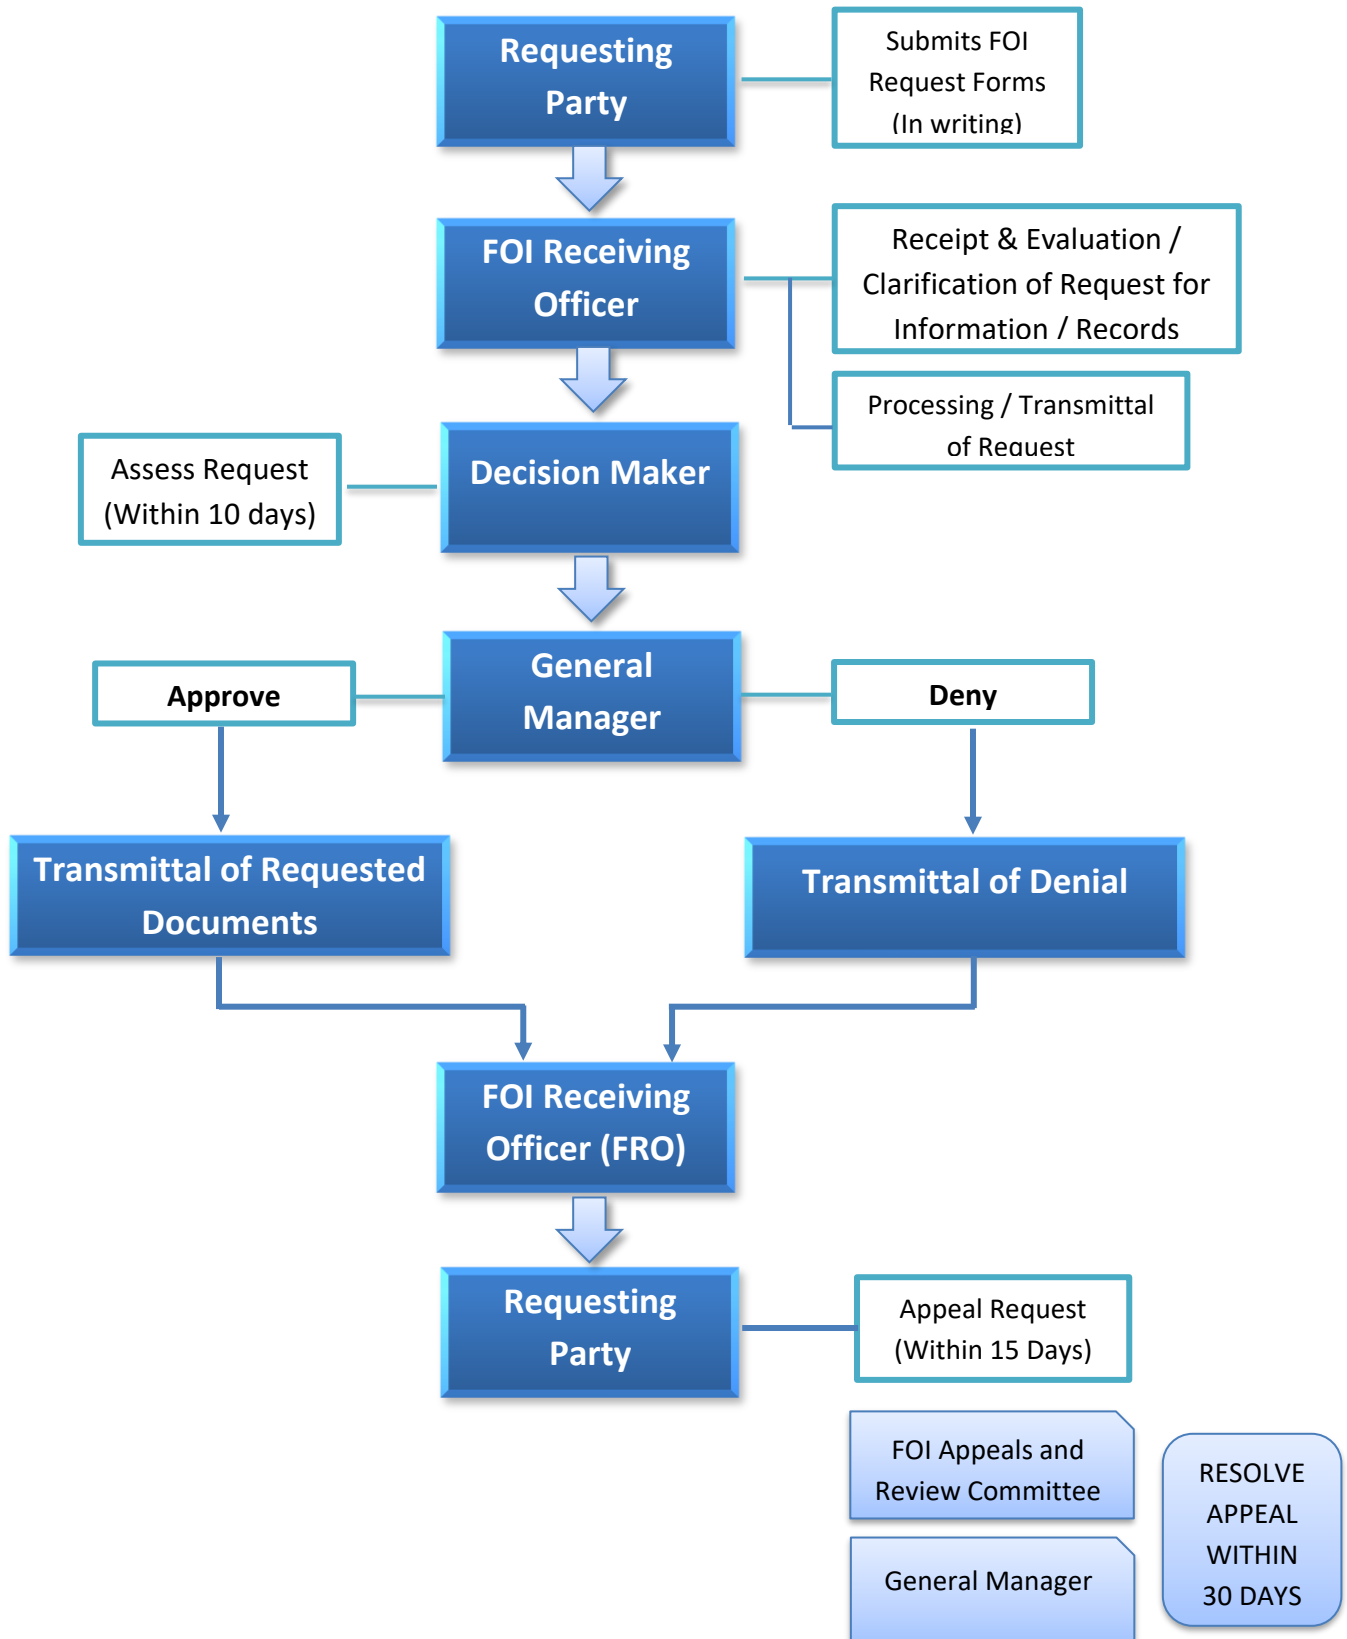 Requesting
Party
Submits FOI
Request Forms
(In writing)
FOI Receiving
Officer
Receipt & Evaluation /
Clarification of Request for
Information / Records
Processing / Transmittal
of Request
Decision Maker
Assess Request
(Within 10 days)
General
Manager
Approve
Deny
Transmittal of Requested
Documents
Transmittal of Denial
FOI Receiving
Officer (FRO)
Requesting
Party
Appeal Request
(Within 15 Days)
FOI Appeals and
Review Committee
General Manager
RESOLVE
APPEAL
WITHIN
30 DAYS